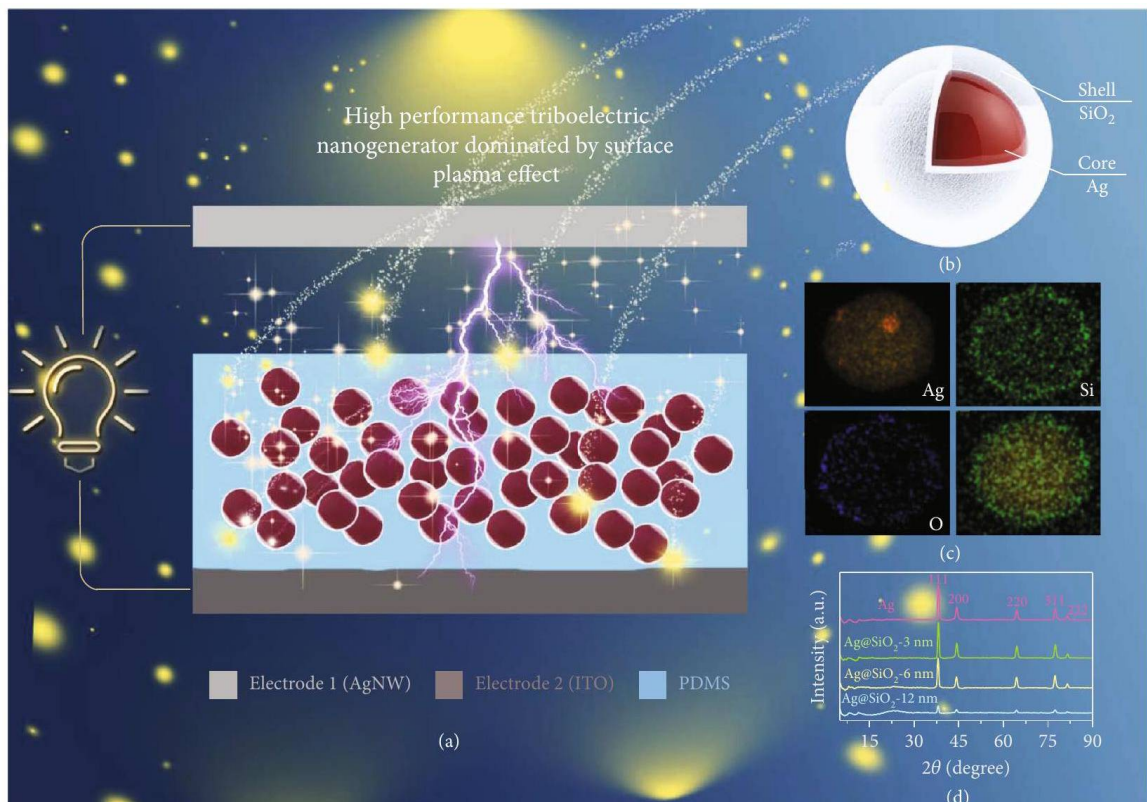 High performance triboelectric
nanogenerator dominated by surface
plasma effect
Electrode 1 (AgNW)
Electrode 2 (ITO)
PDMS
(a)
Shell
SiO₂
Core
Ag
(b)
Ag
Si
O
(c)
Intensity (a.u.)
Ag
111
200
220
311
222
Ag@SiO₂-3 nm
Ag@SiO₂-6 nm
Ag@SiO₂-12 nm
15 30 45 60 75 90
2θ (degree)
(d)